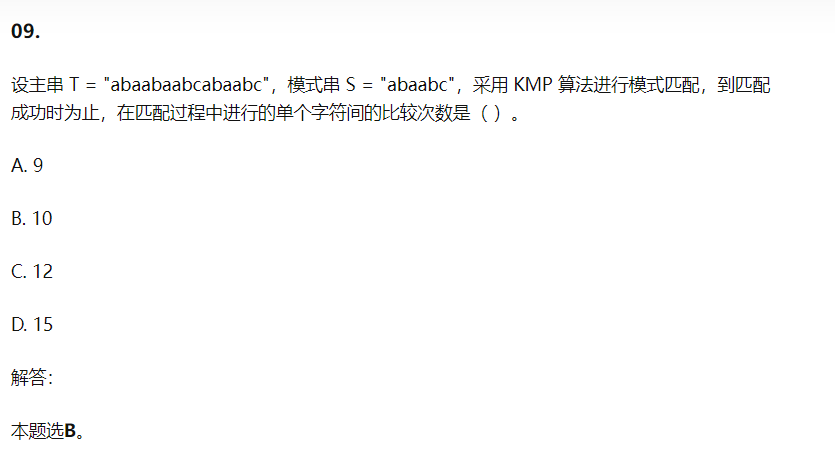 09.
设主串 T = "abaabaabcabaabc"，模式串 S = "abaabc"，采用 KMP 算法进行模式匹配，到匹配
成功时为止，在匹配过程中进行的单个字符间的比较次数是（ ）。
A. 9
B. 10
C. 12
D. 15
解答：
本题选B。